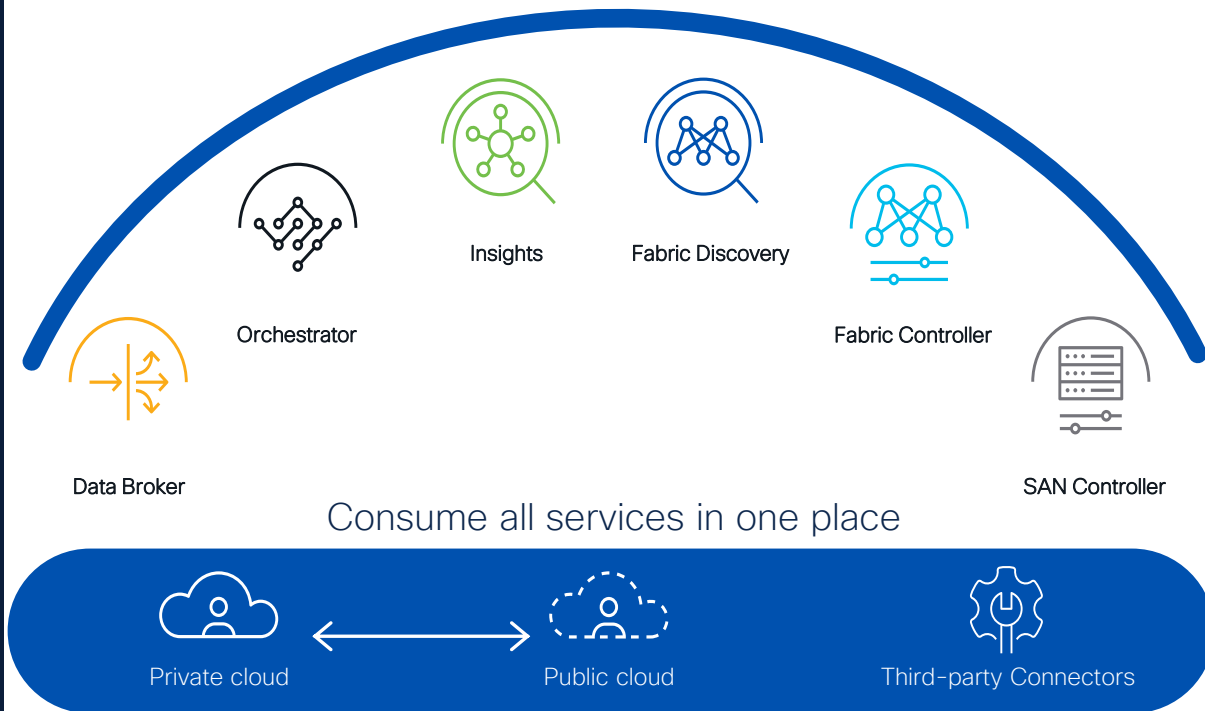 Insights
Fabric Discovery
Orchestrator
Fabric Controller
Data Broker
SAN Controller
Consume all services in one place
Private cloud
Public cloud
Third-party Connectors